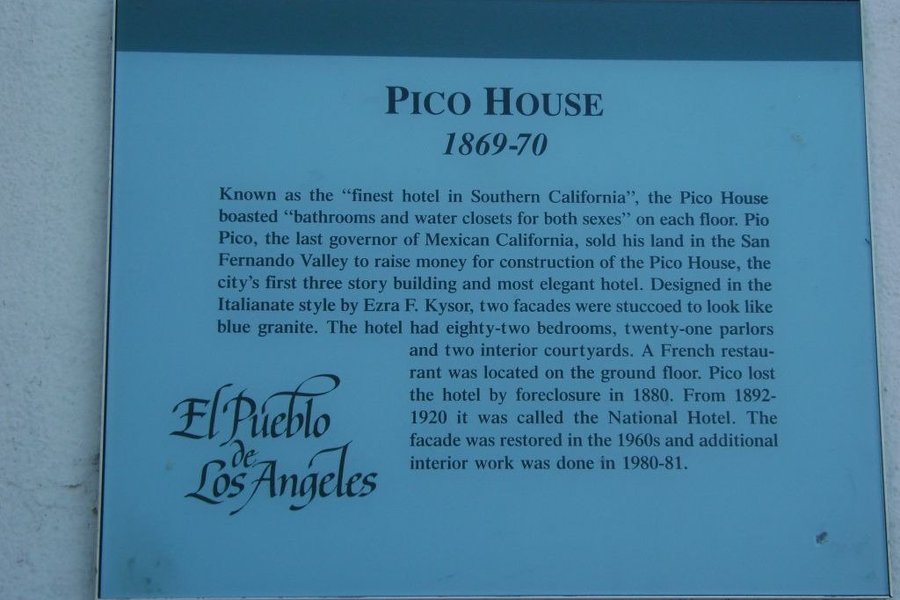 PICO HOUSE
1869-70
Known as the “finest hotel in Southern California”, the Pico House
boasted “bathrooms and water closets for both sexes” on each floor. Pio
Pico, the last governor of Mexican California, sold his land in the San
Fernando Valley to raise money for construction of the Pico House, the
city's first three story building and most elegant hotel. Designed in the
Italianate style by Ezra F. Kysor, two facades were stuccoed to look like
blue granite. The hotel had eighty-two bedrooms, twenty-one parlors
and two interior courtyards. A French restau-
rant was located on the ground floor. Pico lost
the hotel by foreclosure in 1880. From 1892-
1920 it was called the National Hotel. The
facade was restored in the 1960s and additional
interior work was done in 1980-81.
El Pueblo
de
Los Angeles